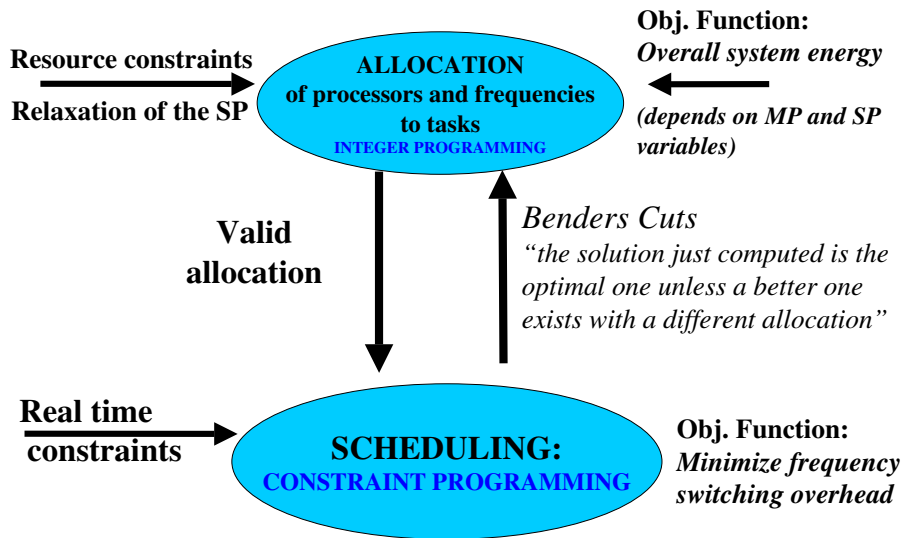 Resource constraints
Relaxation of the SP
ALLOCATION
of processors and frequencies
to tasks
INTEGER PROGRAMMING
Obj. Function:
Overall system energy
(depends on MP and SP
variables)
Valid
allocation
Benders Cuts
“the solution just computed is the
optimal one unless a better one
exists with a different allocation”
Real time
constraints
SCHEDULING:
CONSTRAINT PROGRAMMING
Obj. Function:
Minimize frequency
switching overhead